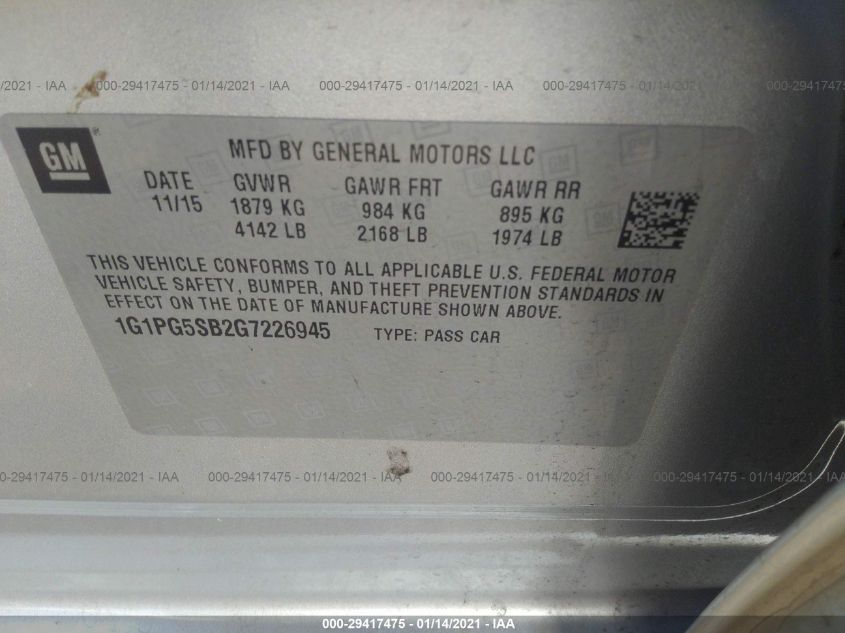 /2021 - IAA 000-29417475 - 01/14/2021 - IAA 000-29417475 - 01/14/2021 - IAA 000-29417475 - 01/14/2021 - IAA 000-29417475
GM
MFD BY GENERAL MOTORS LLC
DATE GVWR GAWR FRT GAWR RR
11/15 1879 KG 984 KG 895 KG
4142 LB 2168 LB 1974 LB
THIS VEHICLE CONFORMS TO ALL APPLICABLE U.S. FEDERAL MOTOR
VEHICLE SAFETY, BUMPER, AND THEFT PREVENTION STANDARDS IN
EFFECT ON THE DATE OF MANUFACTURE SHOWN ABOVE.
1G1PG5SB2G7226945 TYPE: PASS CAR
-29417475 - 01/14/2021 - IAA 000-29417475 - 01/14/2021 - IAA 000-29417475 - 01/14/2021 - IAA 000-29417475 - 01/14/2021
000-29417475 - 01/14/2021 - IAA